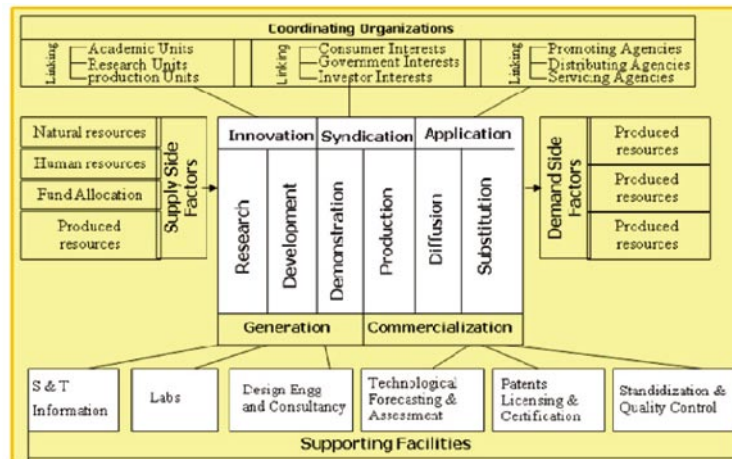 Coordinating Organizations
Linking
Academic Units
Research Units
production Units
Linking
Consumer Interests
Government Interests
Investor Interests
Linking
Promoting Agencies
Distributing Agencies
Servicing Agencies
Natural resources
Human resources
Fund Allocation
Produced
resources
Supply Side
Factors
Innovation
Syndication
Application
Research
Development
Demonstration
Production
Diffusion
Substitution
Generation
Commercialization
Demand Side
Factors
Produced
resources
Produced
resources
Produced
resources
S & T
Information
Labs
Design Engg
and Consultancy
Technological
Forecasting &
Assessment
Patents
Licensing &
Certification
Standidization &
Quality Control
Supporting Facilities